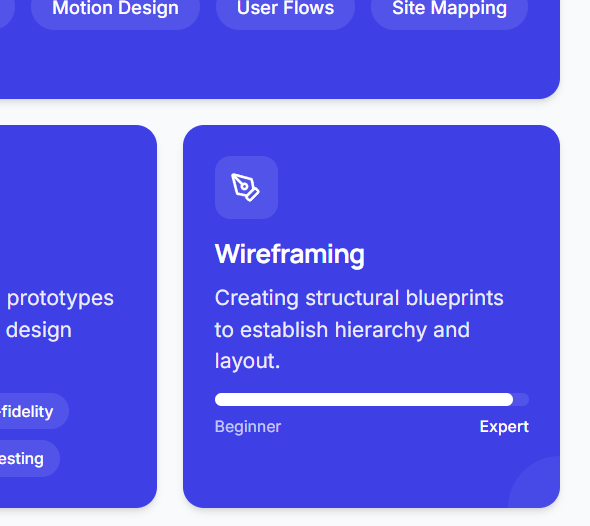 Motion Design User Flows Site Mapping
prototypes
design
-fidelity
esting
Wireframing
Creating structural blueprints
to establish hierarchy and
layout.
Beginner Expert